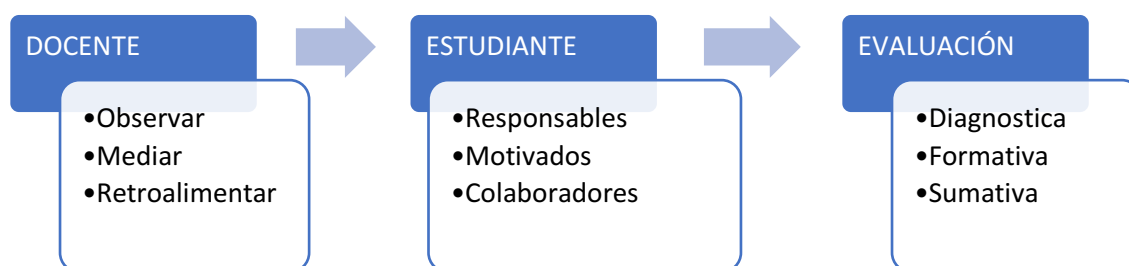 DOCENTE
•Observar
•Mediar
•Retroalimentar
ESTUDIANTE
•Responsables
•Motivados
•Colaboradores
EVALUACIÓN
•Diagnostica
•Formativa
•Sumativa